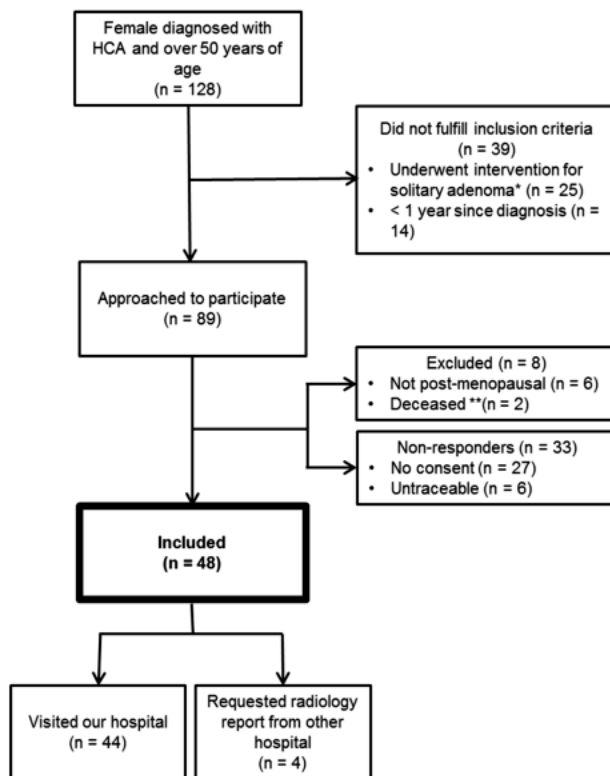 Female diagnosed with
HCA and over 50 years of
age
(n = 128)
Did not fulfill inclusion criteria
(n = 39)
• Underwent intervention for
solitary adenoma* (n = 25)
• < 1 year since diagnosis (n =
14)
Approached to participate
(n = 89)
Excluded (n = 8)
• Not post-menopausal (n = 6)
• Deceased **(n = 2)
Non-responders (n = 33)
• No consent (n = 27)
• Untraceable (n = 6)
Included
(n = 48)
Visited our hospital
(n = 44)
Requested radiology
report from other
hospital
(n = 4)